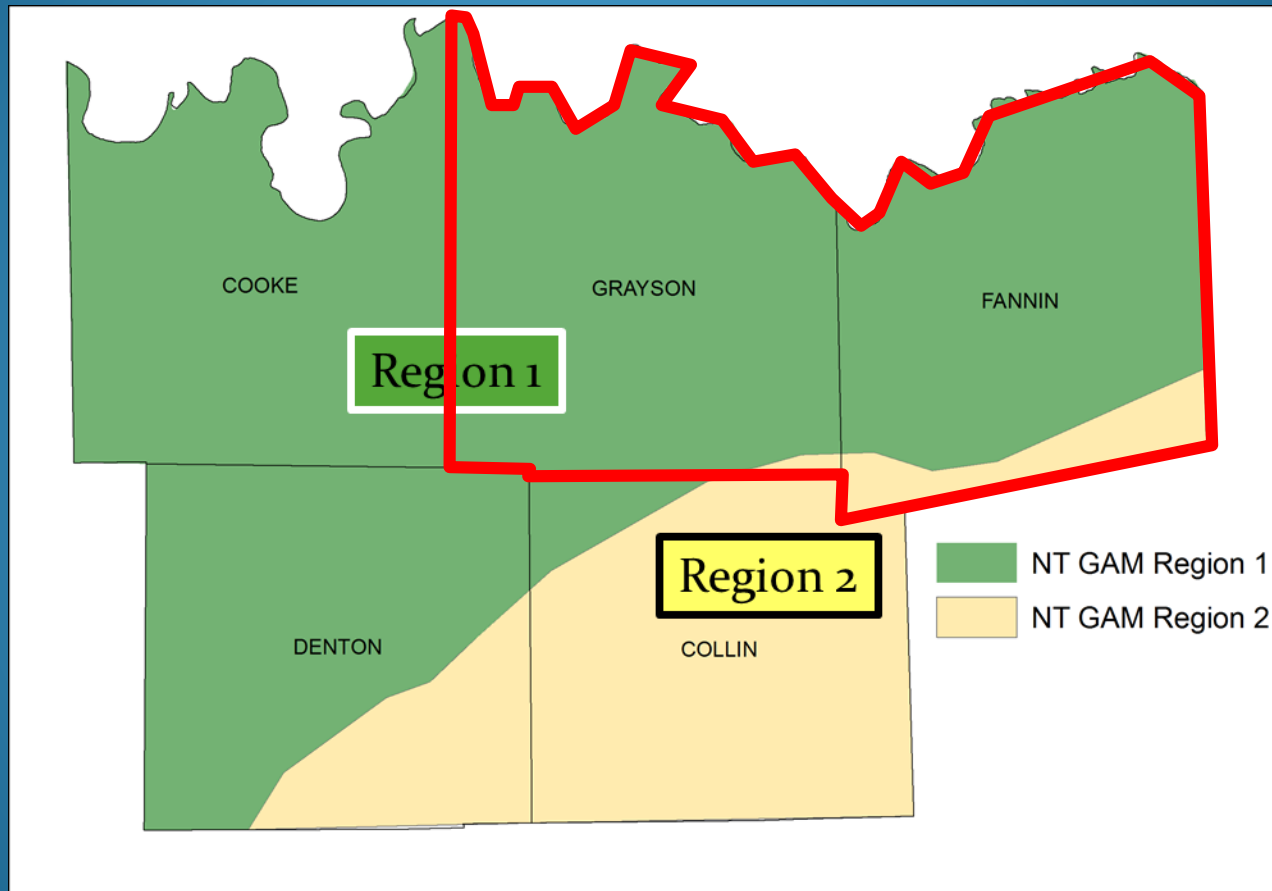 COOKE
GRAYSON
FANNIN
Region 1
Region 2
NT GAM Region 1
NT GAM Region 2
DENTON
COLLIN